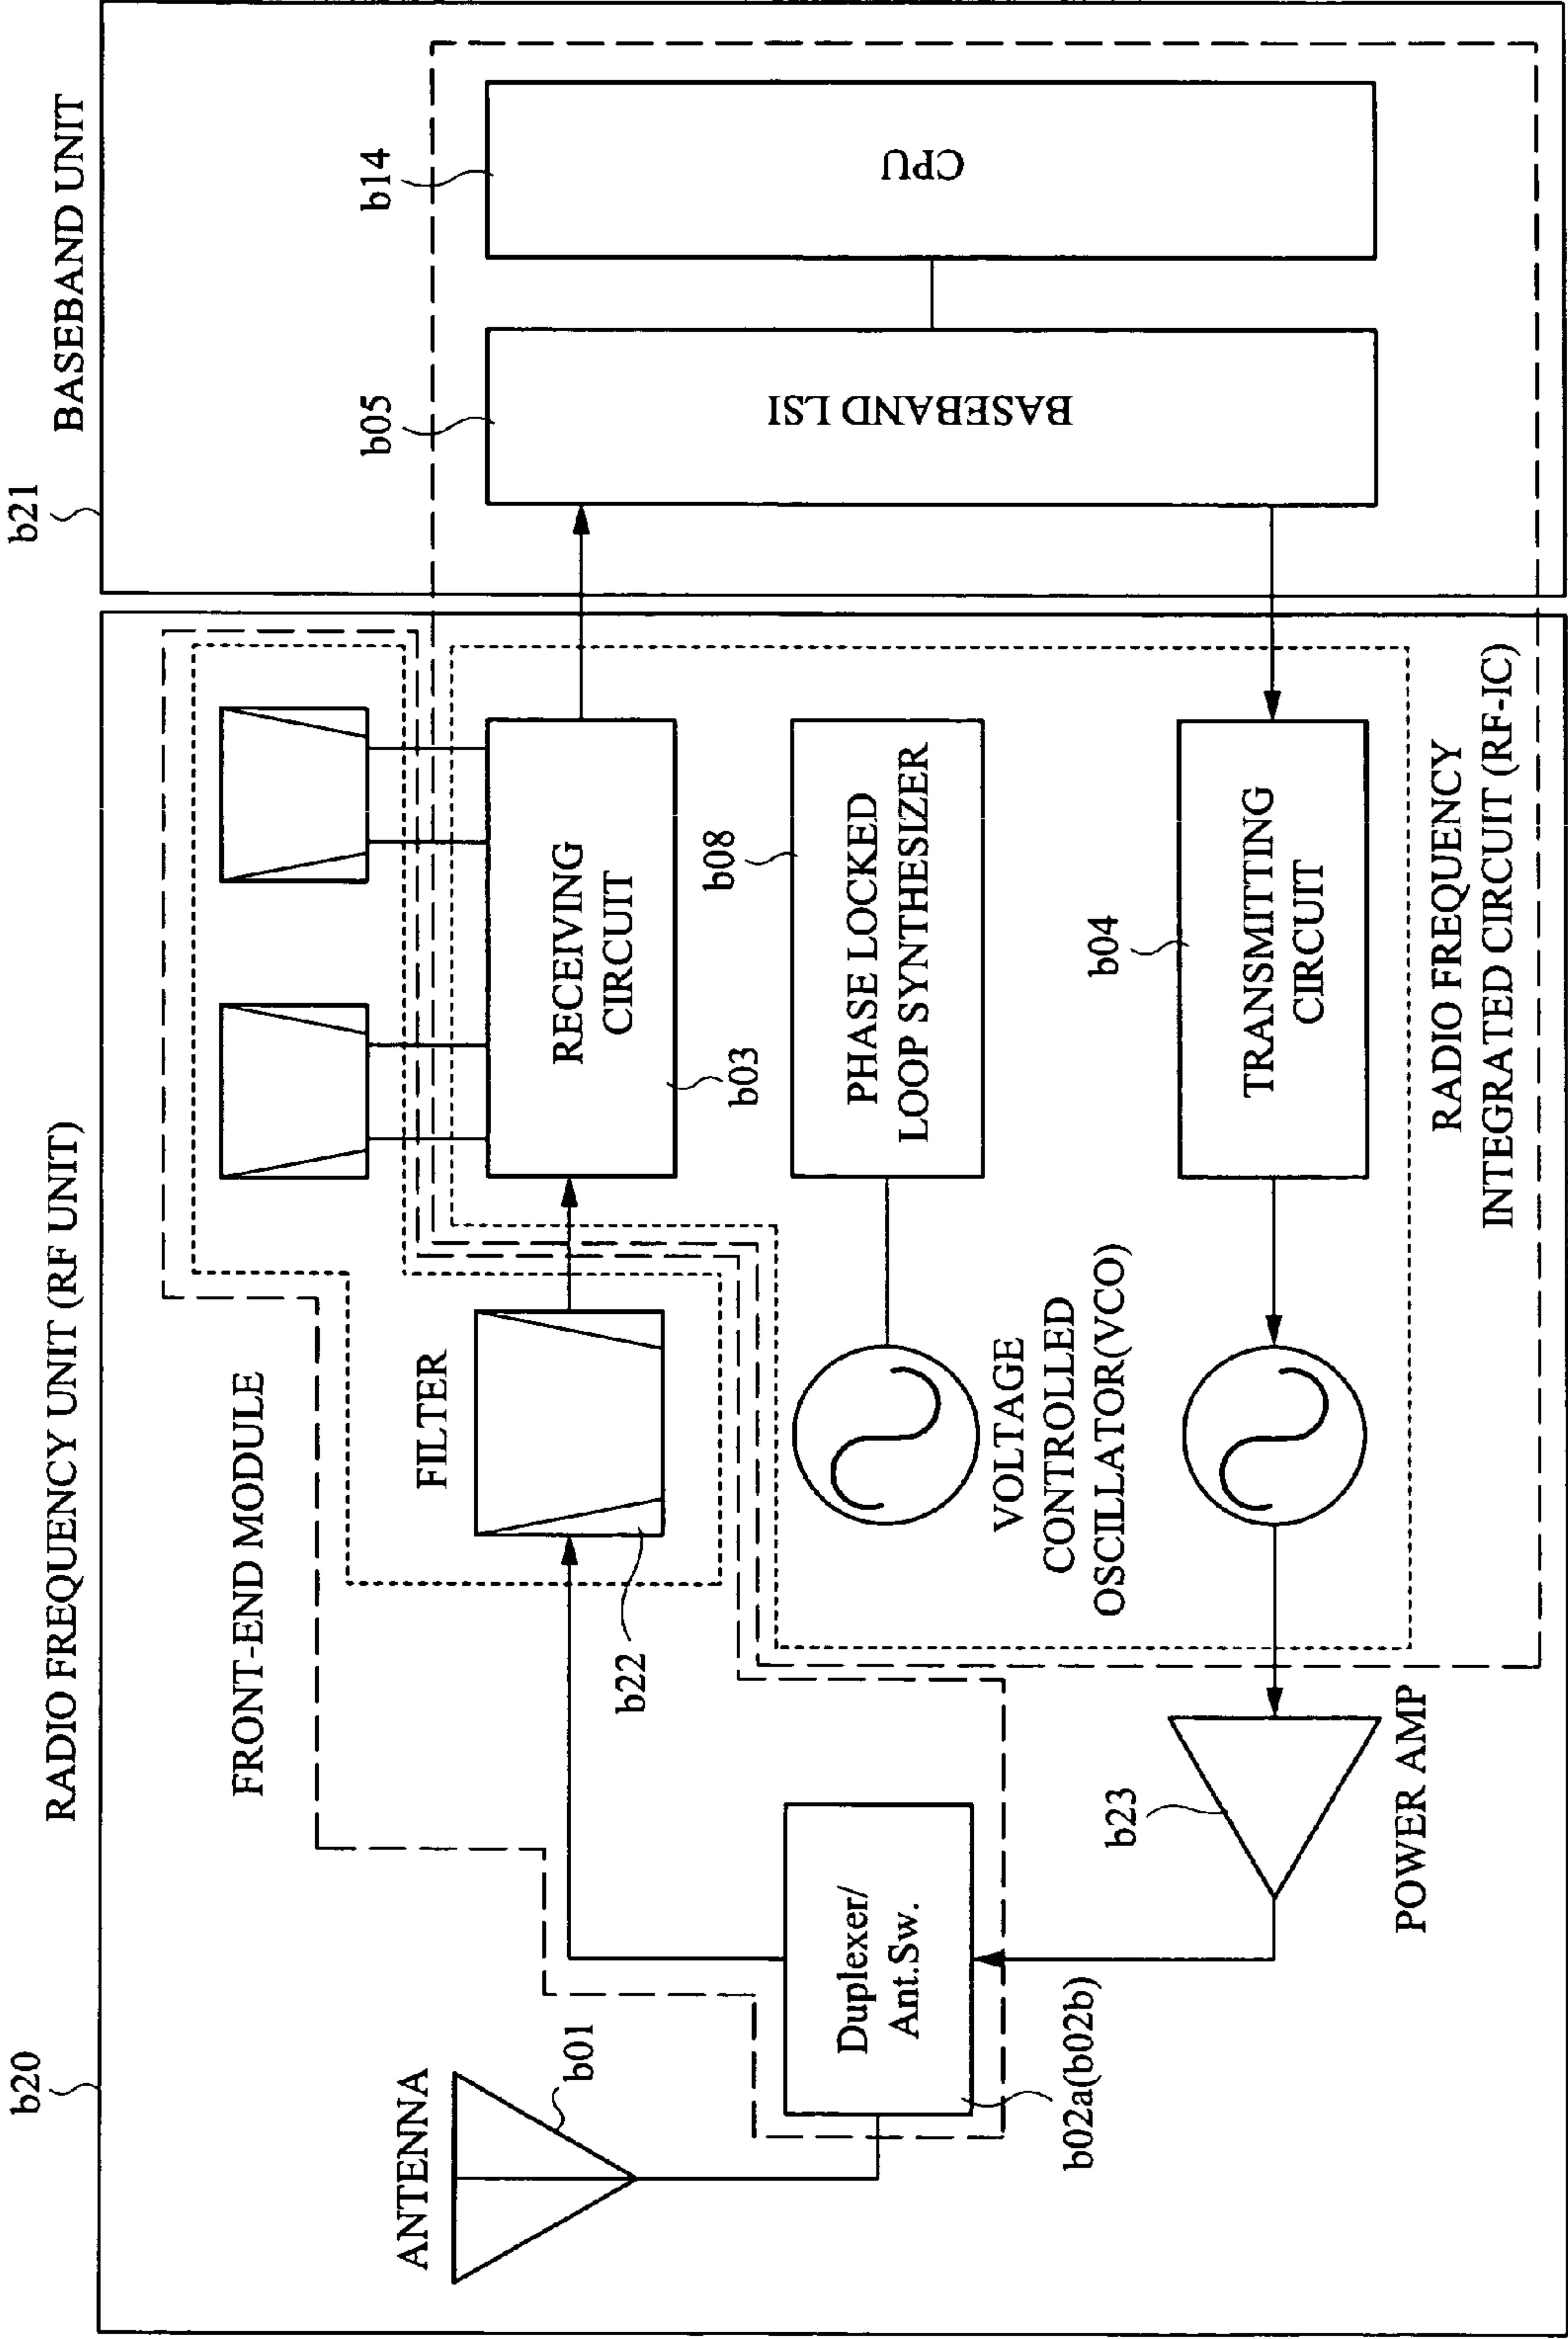 b20
RADIO FREQUENCY UNIT (RF UNIT)
b21
BASEBAND UNIT
FRONT-END MODULE
ANTENNA
b01
FILTER
b22
RECEIVING
CIRCUIT
b03
b05
BASEBAND LSI
b14
CPU
Duplexer/
Ant.Sw.
b02a(b02b)
VOLTAGE
CONTROLLED
OSCILLATOR(VCO)
b08
PHASE LOCKED
LOOP SYNTHESIZER
b04
TRANSMITTING
CIRCUIT
b23
POWER AMP
RADIO FREQUENCY
INTEGRATED CIRCUIT (RF-IC)